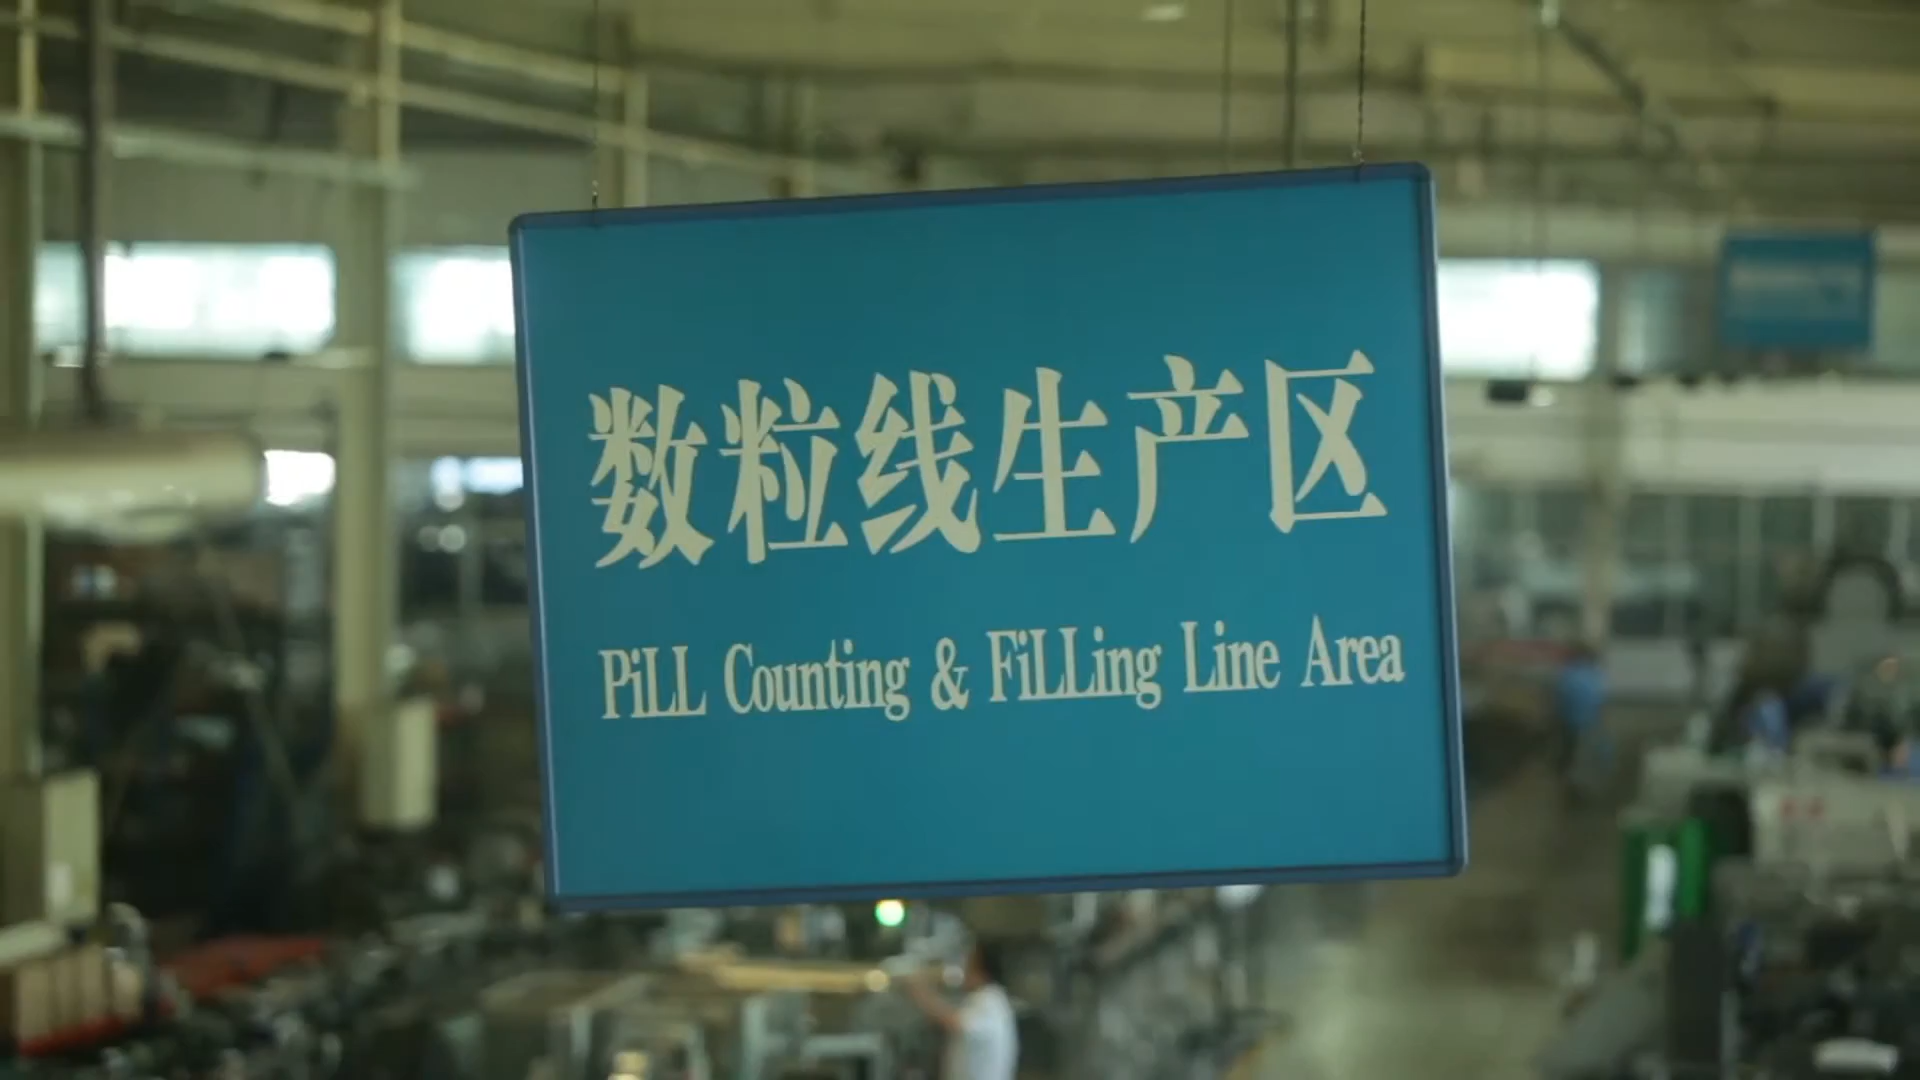 数粒线生产区
PiLL Counting & FiLLing Line Area